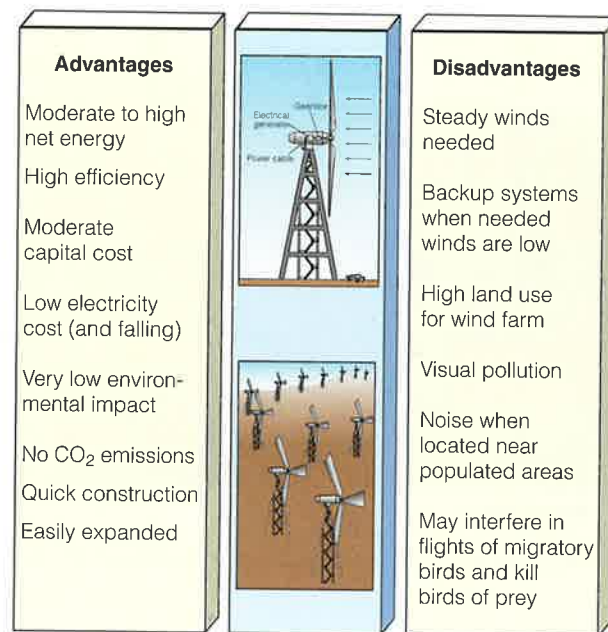 Advantages
Moderate to high
net energy
High efficiency
Moderate
capital cost
Low electricity
cost (and falling)
Very low environ-
mental impact
No CO₂ emissions
Quick construction
Easily expanded
Gearbox
Electrical
generator
Power cable
Disadvantages
Steady winds
needed
Backup systems
when needed
winds are low
High land use
for wind farm
Visual pollution
Noise when
located near
populated areas
May interfere in
flights of migratory
birds and kill
birds of prey